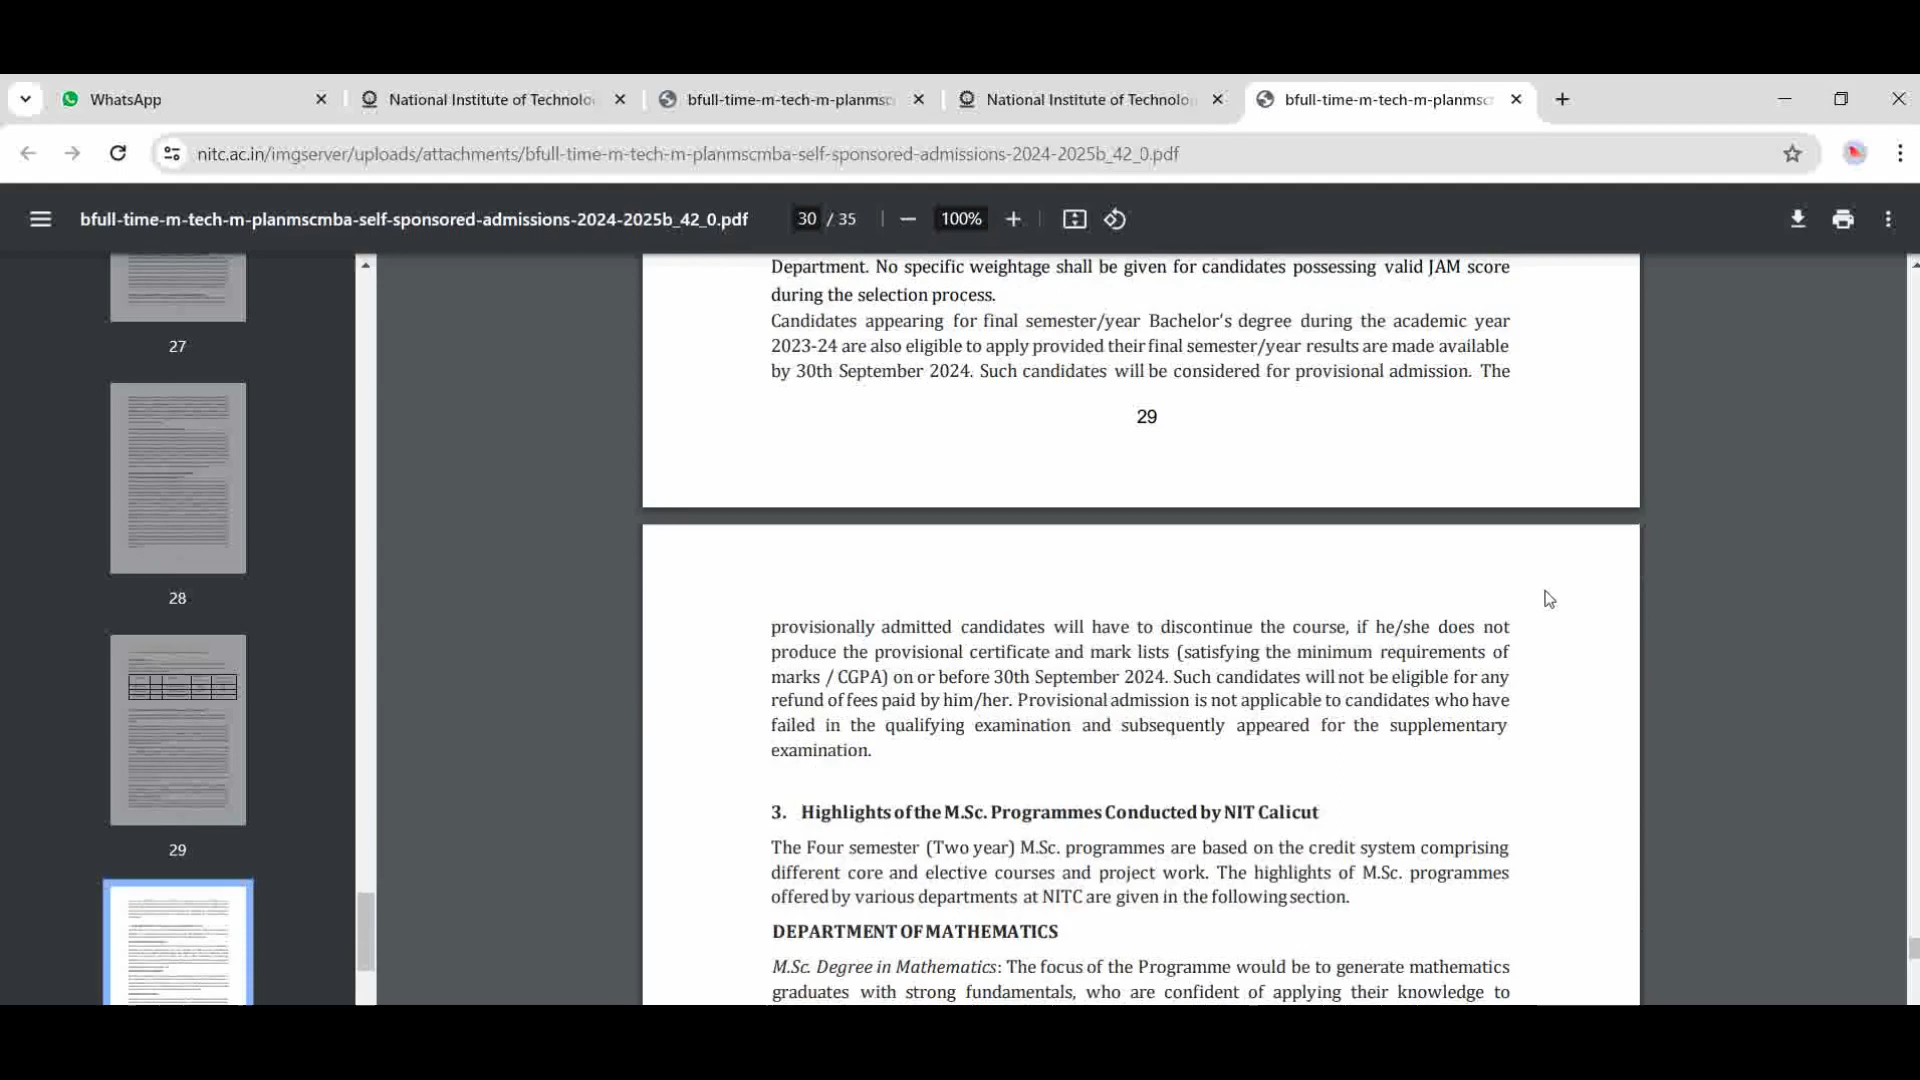 WhatsApp
National Institute of Technolo
bfull-time-m-tech-m-planmsc
National Institute of Technolo
bfull-time-m-tech-m-planmsc
nitc.ac.in/imgserver/uploads/attachments/bfull-time-m-tech-m-planmscmba-self-sponsored-admissions-2024-2025b_42_0.pdf
bfull-time-m-tech-m-planmscmba-self-sponsored-admissions-2024-2025b_42_0.pdf
30 / 35
100%
27
28
29
Department. No specific weightage shall be given for candidates possessing valid JAM score
during the selection process.
Candidates appearing for final semester/year Bachelor's degree during the academic year
2023-24 are also eligible to apply provided their final semester/year results are made available
by 30th September 2024. Such candidates will be considered for provisional admission. The
29
provisionally admitted candidates will have to discontinue the course, if he/she does not
produce the provisional certificate and mark lists (satisfying the minimum requirements of
marks / CGPA) on or before 30th September 2024. Such candidates will not be eligible for any
refund of fees paid by him/her. Provisional admission is not applicable to candidates who have
failed in the qualifying examination and subsequently appeared for the supplementary
examination.
3. Highlights of the M.Sc. Programmes Conducted by NIT Calicut
The Four semester (Two year) M.Sc. programmes are based on the credit system comprising
different core and elective courses and project work. The highlights of M.Sc. programmes
offered by various departments at NITC are given in the following section.
DEPARTMENT OF MATHEMATICS
M.Sc. Degree in Mathematics: The focus of the Programme would be to generate mathematics
graduates with strong fundamentals, who are confident of applying their knowledge to